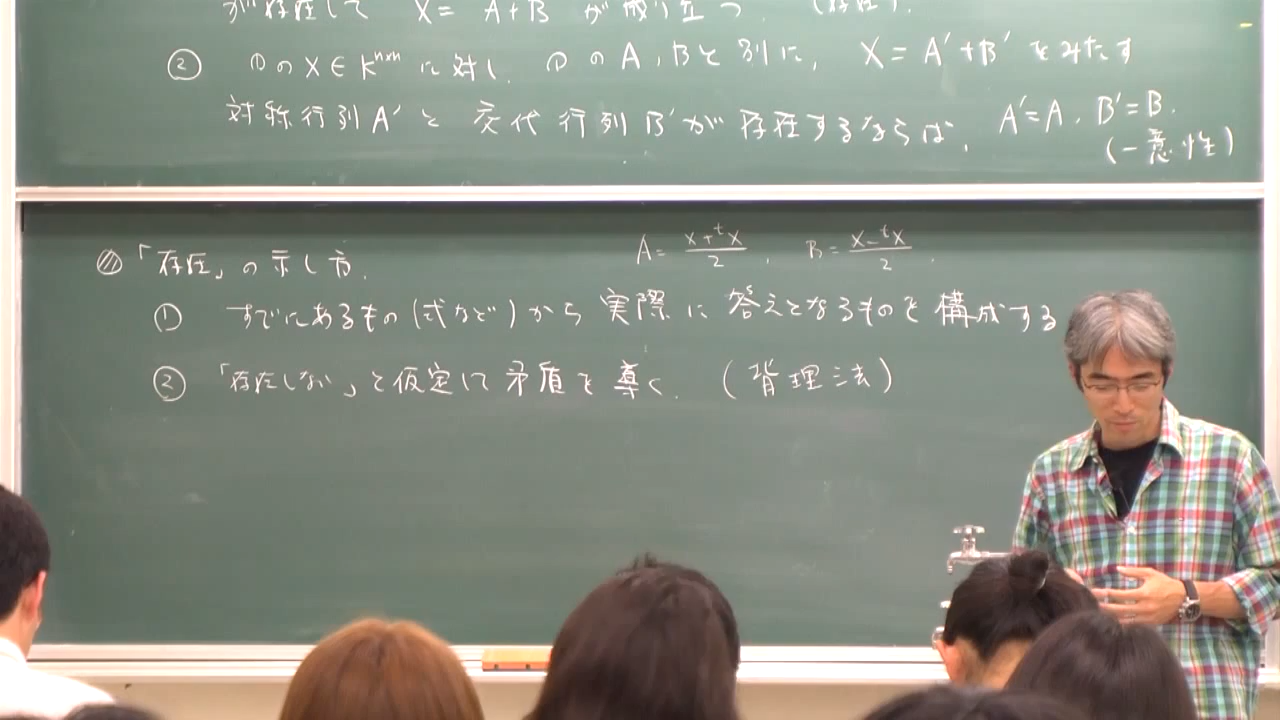 が存在して X = A+B が成り立つ. (存在).
② ①の X ∈ K^{n×n} に対し. ①の A, B と別に, X = A'+B' をみたす
対称行列 A' と 交代行列 B' が存在するならば, A'=A, B'=B.
(一意性)
「存在」の示し方.
A = \frac{X+{}^tX}{2}, B = \frac{X-{}^tX}{2}.
① すでにあるもの(式など)から実際に答えとなるものを構成する
② 「存在しない」と仮定して矛盾を導く. (背理法)